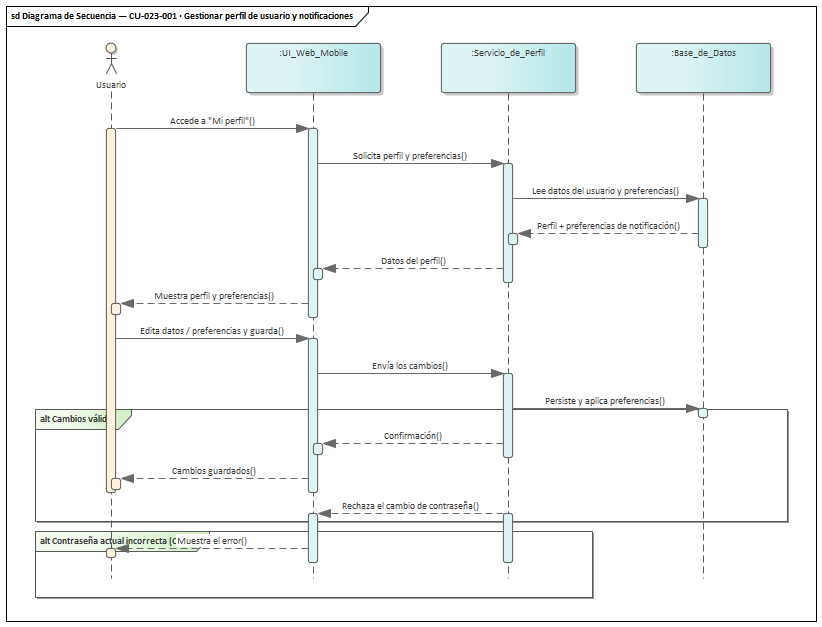 sd Diagrama de Secuencia — CU-023-001 · Gestionar perfil de usuario y notificaciones
Usuario
:UI_Web_Mobile
:Servicio_de_Perfil
:Base_de_Datos
Accede a "Mi perfil"()
Solicita perfil y preferencias()
Lee datos del usuario y preferencias()
Perfil + preferencias de notificación()
Datos del perfil()
Muestra perfil y preferencias()
Edita datos / preferencias y guarda()
Envía los cambios()
Persiste y aplica preferencias()
alt Cambios válid
Confirmación()
Cambios guardados()
Rechaza el cambio de contraseña()
alt Contraseña actual incorrecta (C
Muestra el error()